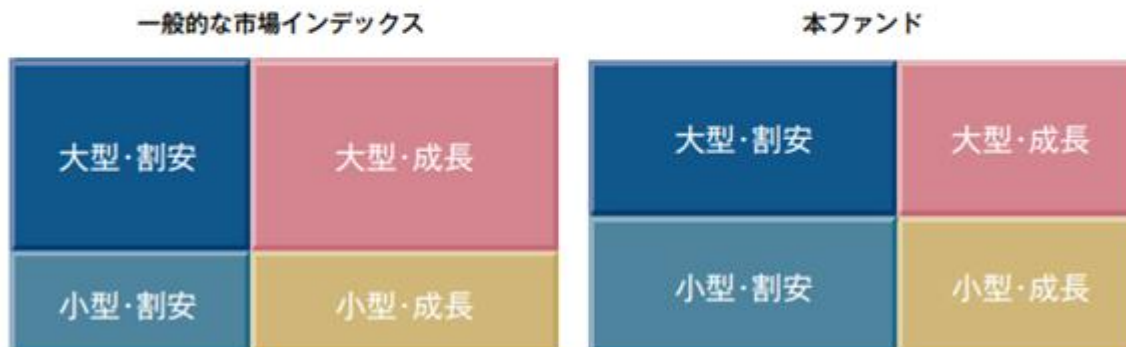 一般的な市場インデックス
本ファンド
大型･割安
大型･成長
大型･割安
大型･成長
小型･割安
小型･成長
小型･割安
小型･成長